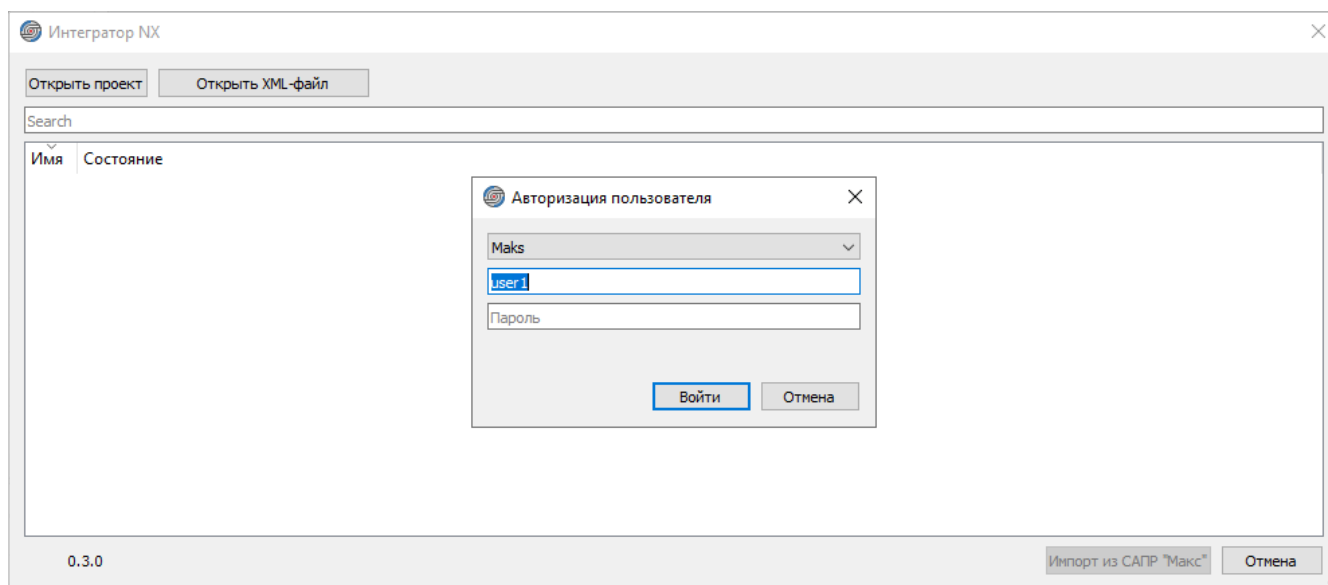 Интегратор NX
Открыть проект Открыть XML-файл
Search
Имя Состояние
Авторизация пользователя
Maks
user1
Пароль
Войти Отмена
0.3.0 Импорт из САПР "Макс" Отмена